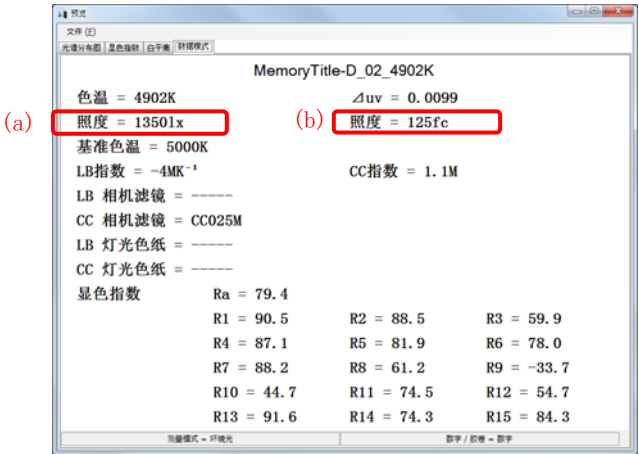 预览
文件 (F)
光谱分布图 显色指数 白平衡 数据模式
MemoryTitle-D_02_4902K
色温 = 4902K ⊿uv = 0.0099
(a) 照度 = 1350lx (b) 照度 = 125fc
基准色温 = 5000K
LB指数 = -4MK⁻¹ CC指数 = 1.1M
LB 相机滤镜 = -----
CC 相机滤镜 = CC025M
LB 灯光色纸 = -----
CC 灯光色纸 = -----
显色指数 Ra = 79.4
R1 = 90.5 R2 = 88.5 R3 = 59.9
R4 = 87.1 R5 = 81.9 R6 = 78.0
R7 = 88.2 R8 = 61.2 R9 = -33.7
R10 = 44.7 R11 = 74.5 R12 = 54.7
R13 = 91.6 R14 = 74.3 R15 = 84.3
测量模式 = 环境光 数字 / 胶卷 = 数字